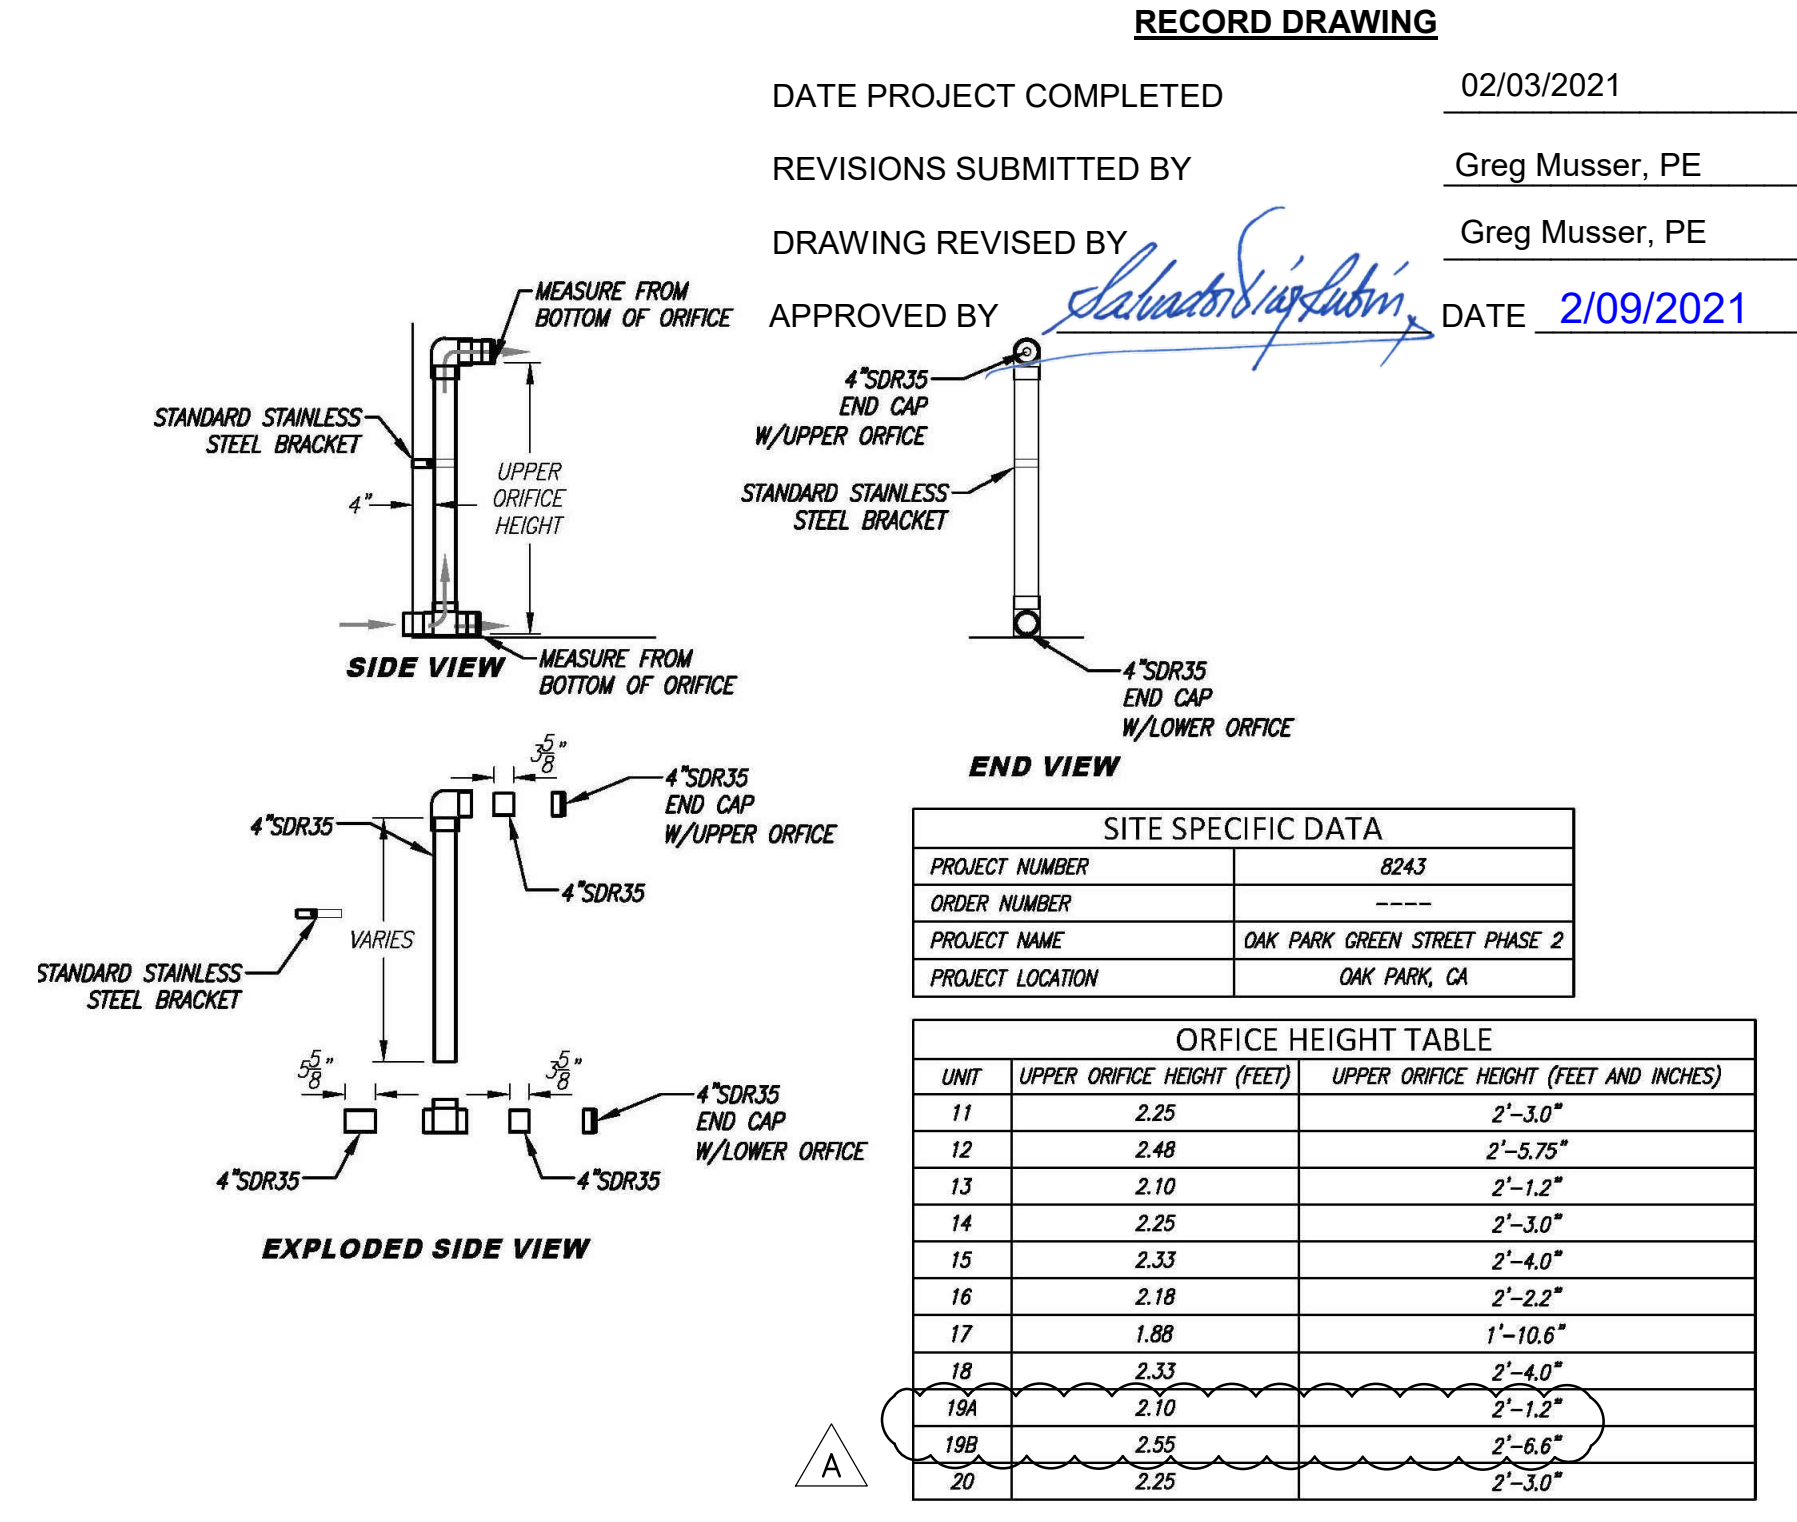 RECORD DRAWING
DATE PROJECT COMPLETED 02/03/2021
REVISIONS SUBMITTED BY Greg Musser, PE
DRAWING REVISED BY Greg Musser, PE
APPROVED BY Salvador Díaz Rubín DATE 2/09/2021
MEASURE FROM
BOTTOM OF ORIFICE
STANDARD STAINLESS
STEEL BRACKET
UPPER
ORIFICE
HEIGHT
4"
MEASURE FROM
BOTTOM OF ORIFICE
SIDE VIEW
4"SDR35
END CAP
W/UPPER ORFICE
STANDARD STAINLESS
STEEL BRACKET
4"SDR35
END CAP
W/LOWER ORFICE
END VIEW
3 5/8"
4"SDR35
END CAP
W/UPPER ORFICE
4"SDR35
4"SDR35
VARIES
STANDARD STAINLESS
STEEL BRACKET
5 5/8"
3 5/8"
4"SDR35
END CAP
W/LOWER ORFICE
4"SDR35
4"SDR35
EXPLODED SIDE VIEW
SITE SPECIFIC DATA
PROJECT NUMBER 8243
ORDER NUMBER ----
PROJECT NAME OAK PARK GREEN STREET PHASE 2
PROJECT LOCATION OAK PARK, CA
ORFICE HEIGHT TABLE
UNIT UPPER ORIFICE HEIGHT (FEET) UPPER ORIFICE HEIGHT (FEET AND INCHES)
11 2.25 2'-3.0"
12 2.48 2'-5.75"
13 2.10 2'-1.2"
14 2.25 2'-3.0"
15 2.33 2'-4.0"
16 2.18 2'-2.2"
17 1.88 1'-10.6"
18 2.33 2'-4.0"
19A 2.10 2'-1.2"
19B 2.55 2'-6.6"
20 2.25 2'-3.0"
A